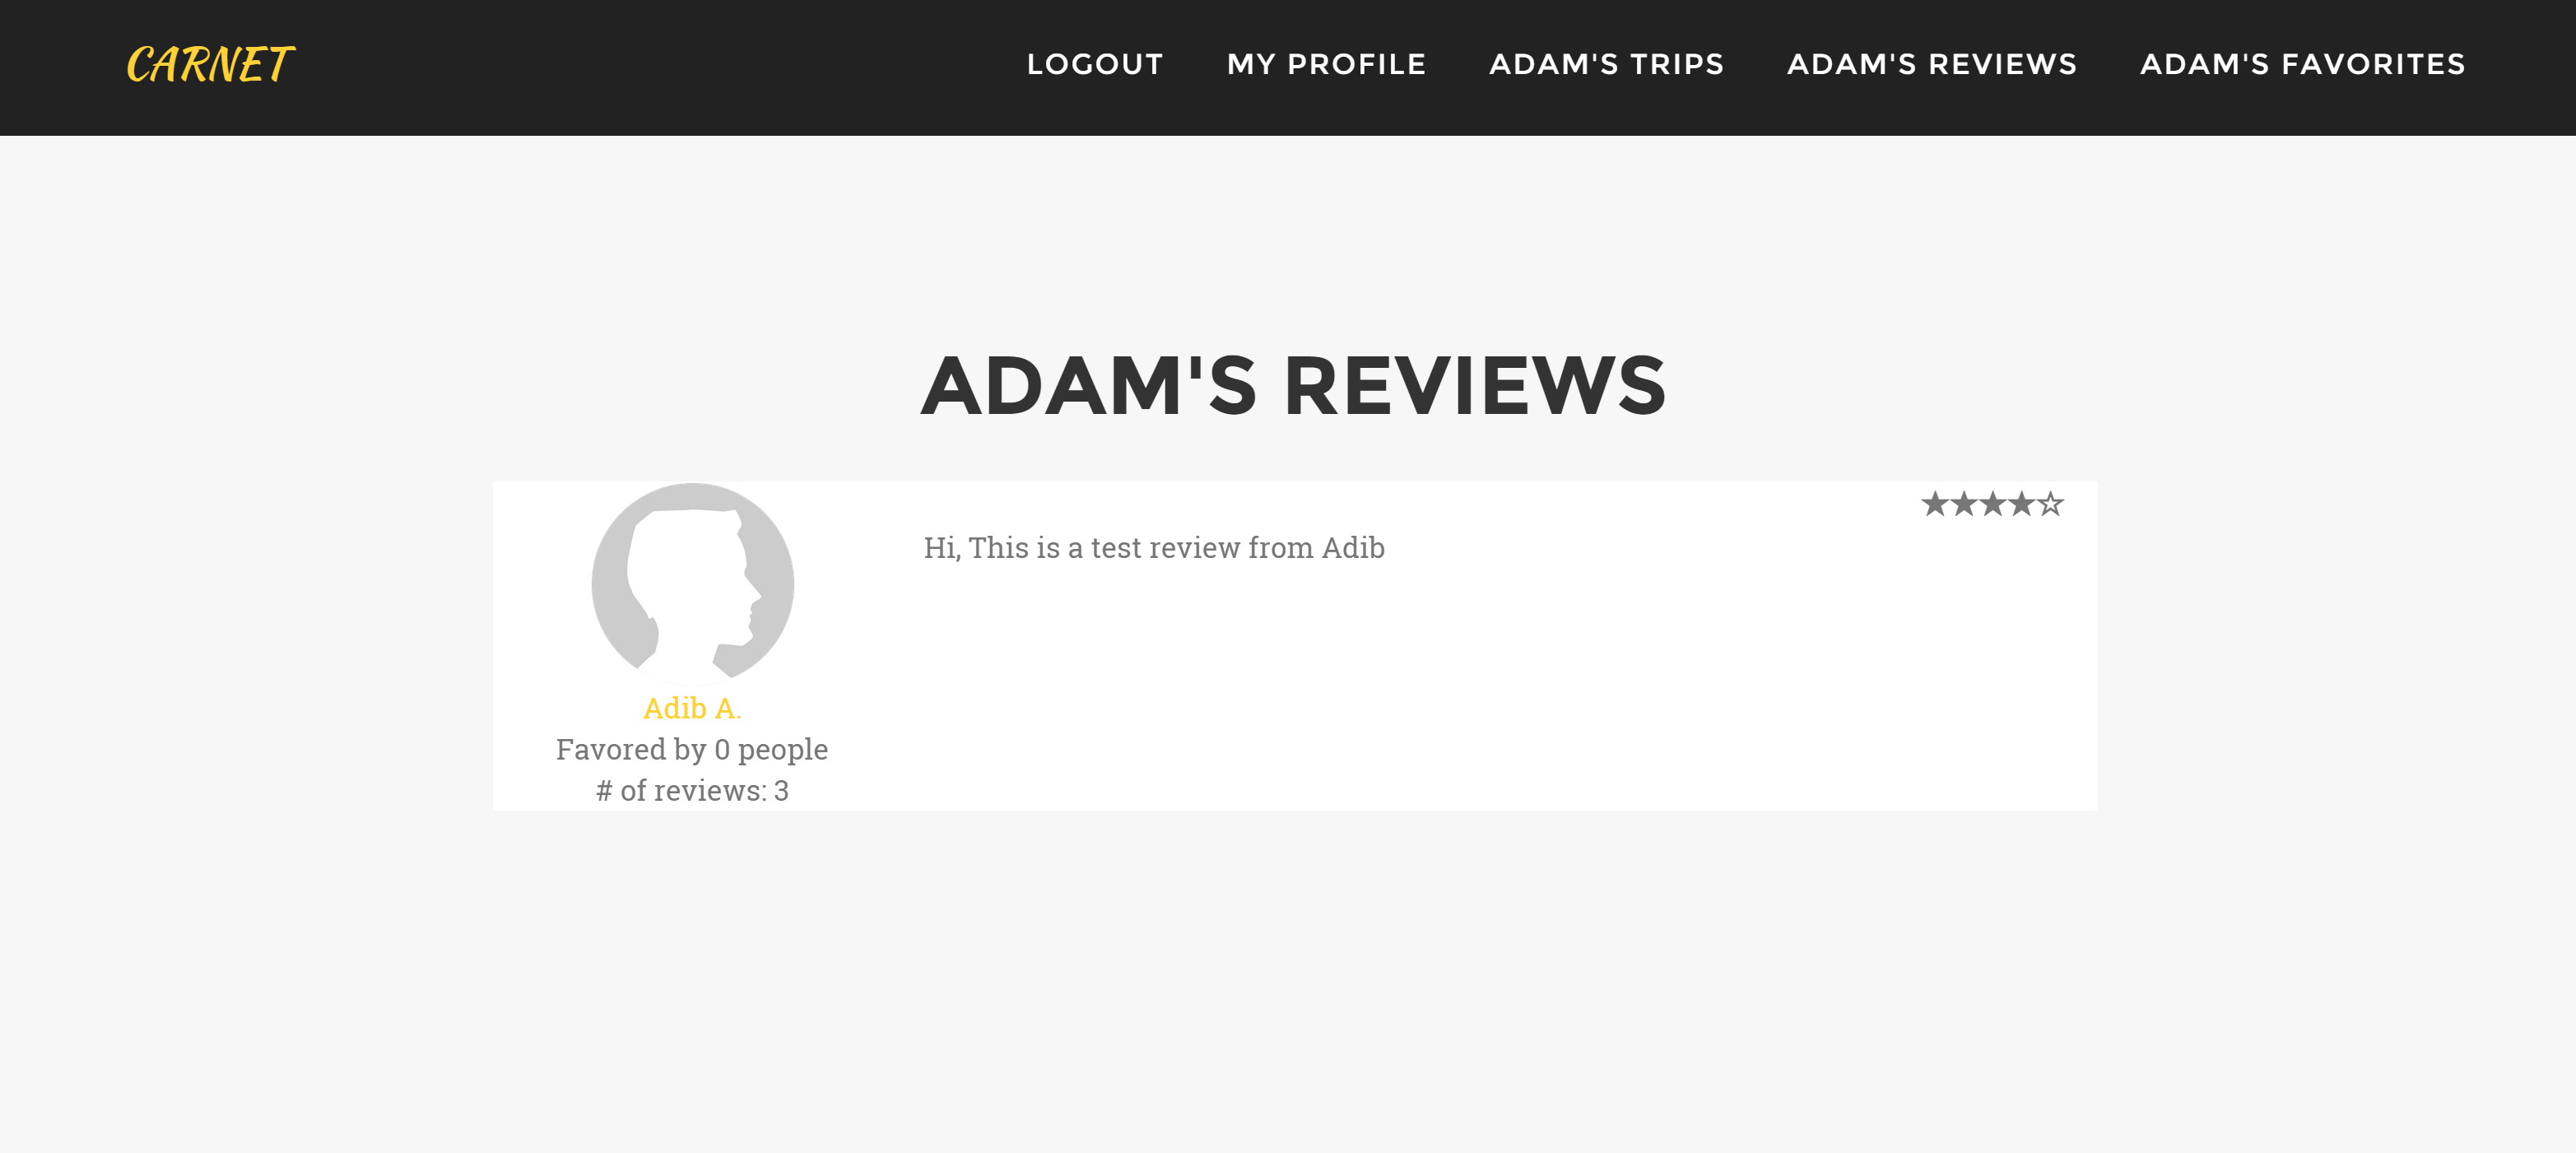 CARNET
LOGOUT MY PROFILE ADAM'S TRIPS ADAM'S REVIEWS ADAM'S FAVORITES
ADAM'S REVIEWS
★★★★☆
Hi, This is a test review from Adib
Adib A.
Favored by 0 people
# of reviews: 3